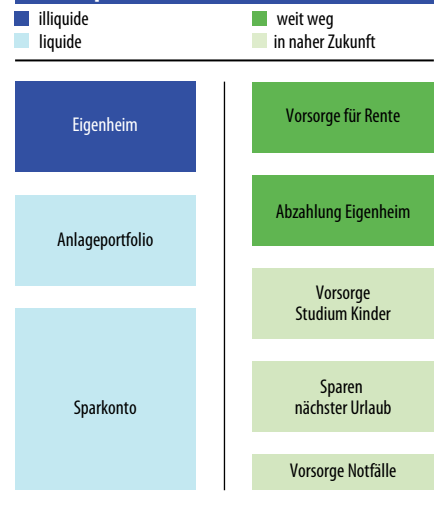 illiquide
liquide
weit weg
in naher Zukunft
Eigenheim
Anlageportfolio
Sparkonto
Vorsorge für Rente
Abzahlung Eigenheim
Vorsorge
Studium Kinder
Sparen
nächster Urlaub
Vorsorge Notfälle